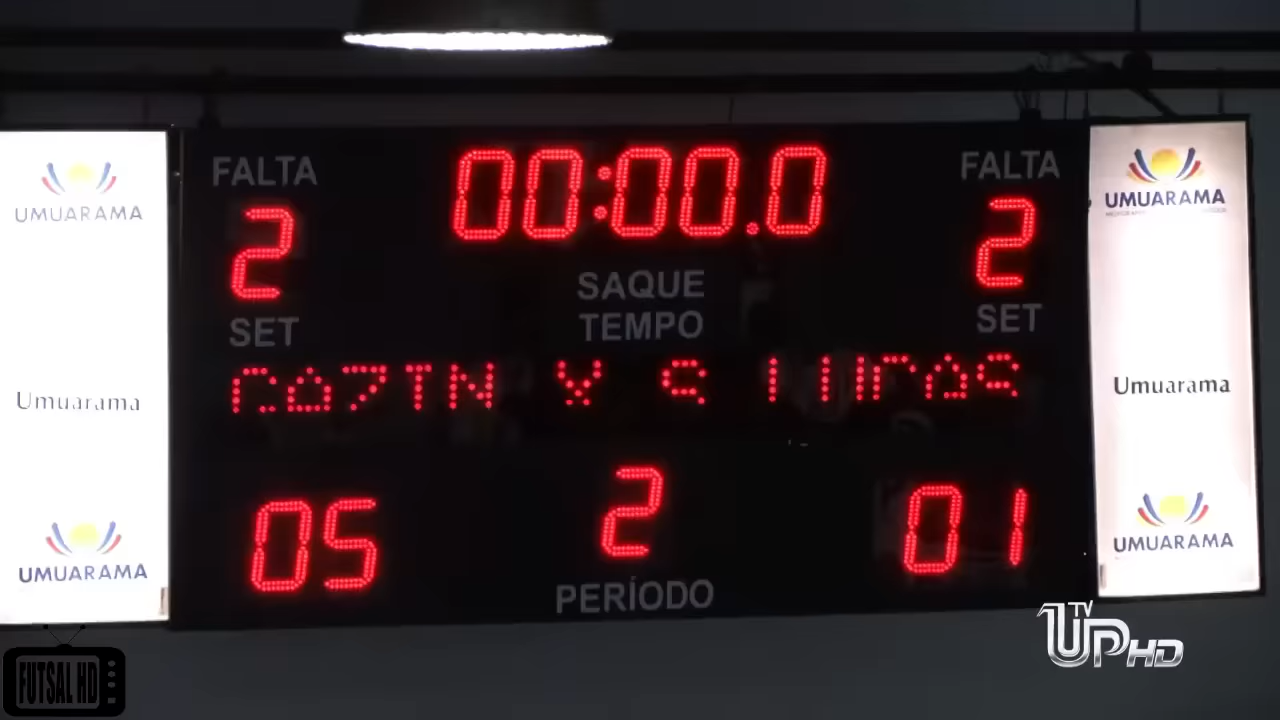 UMUARAMA
Umuarama
UMUARAMA
FALTA
00:00.0
FALTA
2
2
SAQUE
SET
TEMPO
SET
X S
05
2
01
PERÍODO
UMUARAMA
Umuarama
UMUARAMA
FUTSAL HD
UP TV HD